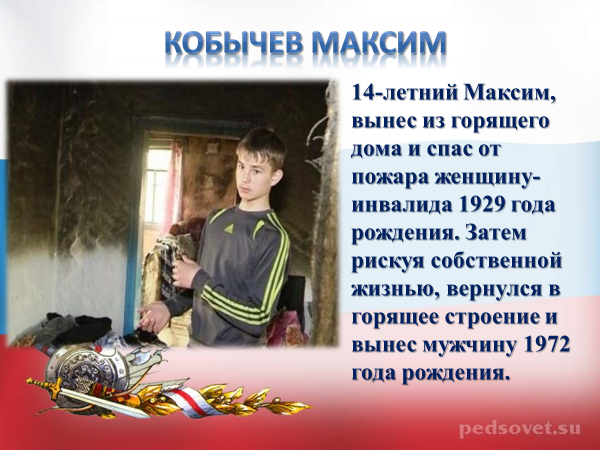 КОБЫЧЕВ МАКСИМ
14-летний Максим,
вынес из горящего
дома и спас от
пожара женщину-
инвалида 1929 года
рождения. Затем
рискуя собственной
жизнью, вернулся в
горящее строение и
вынес мужчину 1972
года рождения.
pedsovet.su